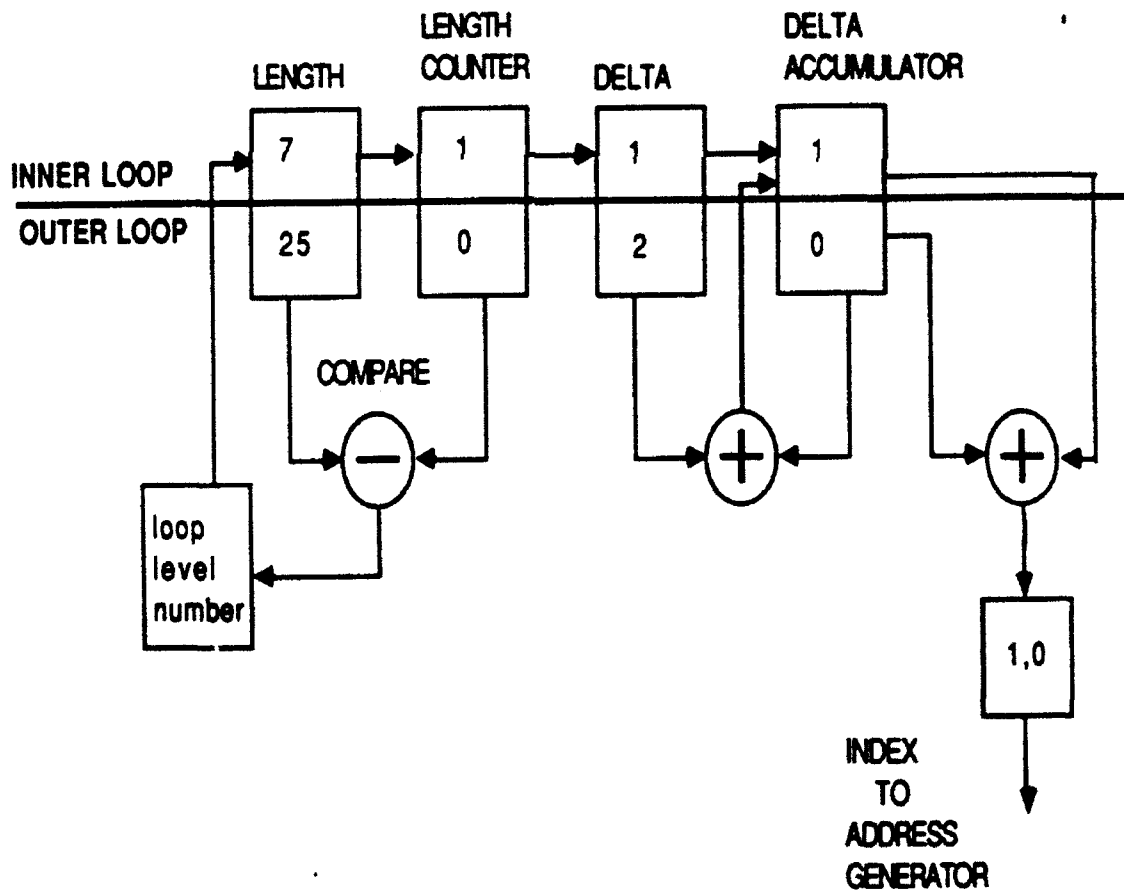 LENGTH
LENGTH
COUNTER
DELTA
DELTA
ACCUMULATOR
INNER LOOP
OUTER LOOP
7
1
1
1
25
0
2
0
COMPARE
−
+
+
loop
level
number
1,0
INDEX
TO
ADDRESS
GENERATOR